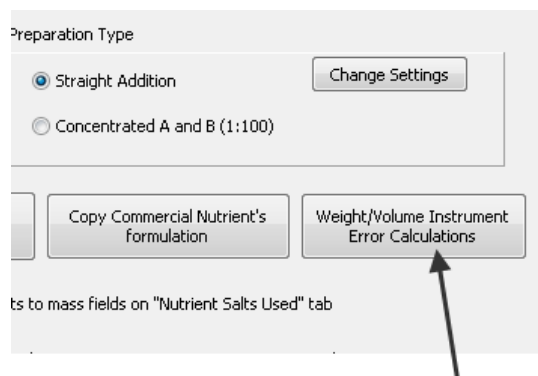 Preparation Type
Straight Addition
Change Settings
Concentrated A and B (1:100)
Copy Commercial Nutrient's
formulation
Weight/Volume Instrument
Error Calculations
to mass fields on "Nutrient Salts Used" tab